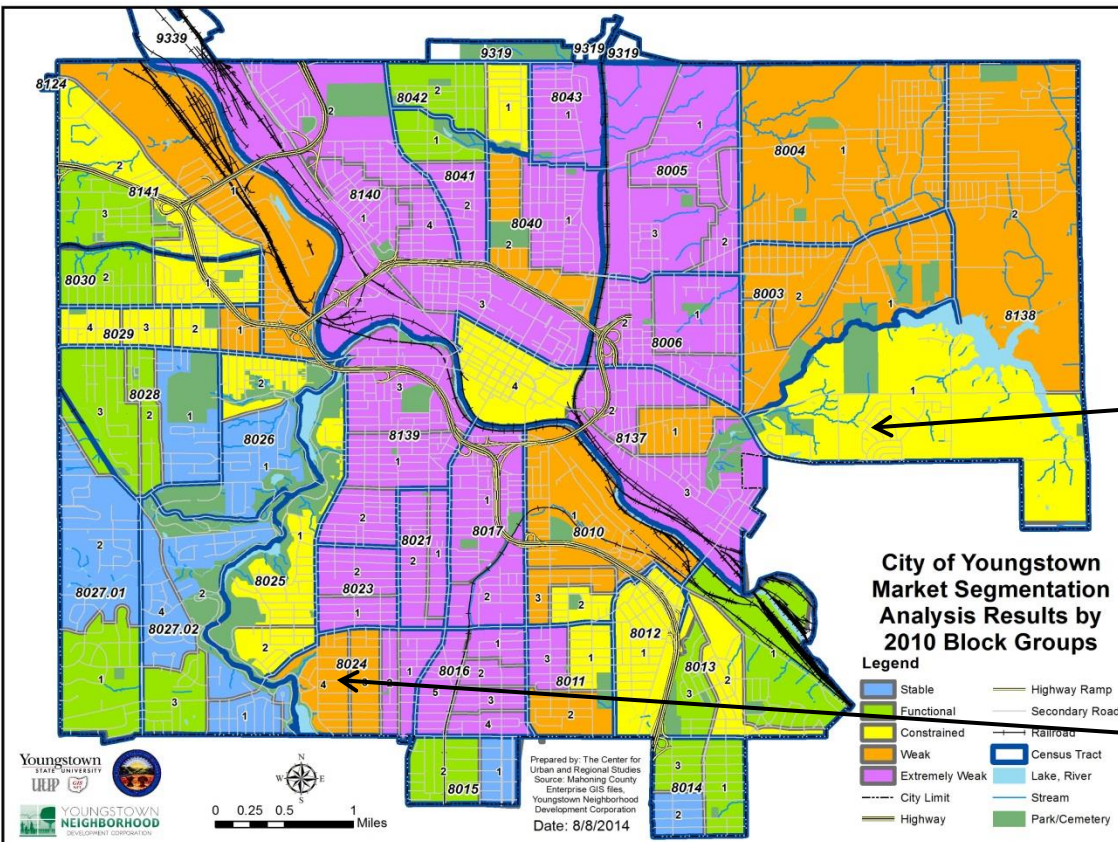 9339
9319
9319
9319
8124
8042
8043
8004
8005
8141
8140
8041
8040
8030
8003
8138
8029
8006
8028
8026
8139
8137
8021
8017
8010
8025
8023
8027.01
8027.02
8012
8024
8016
8011
8013
8015
8014
City of Youngstown
Market Segmentation
Analysis Results by
2010 Block Groups
Legend
Stable
Functional
Constrained
Weak
Extremely Weak
City Limit
Highway
Highway Ramp
Secondary Road
Railroad
Census Tract
Lake, River
Stream
Park/Cemetery
Youngstown
STATE UNIVERSITY
YOUNGSTOWN
NEIGHBORHOOD
DEVELOPMENT CORPORATION
N
W
E
S
0 0.25 0.5 1
Miles
Prepared by: The Center for
Urban and Regional Studies
Source: Mahoning County
Enterprise GIS files,
Youngstown Neighborhood
Development Corporation
Date: 8/8/2014